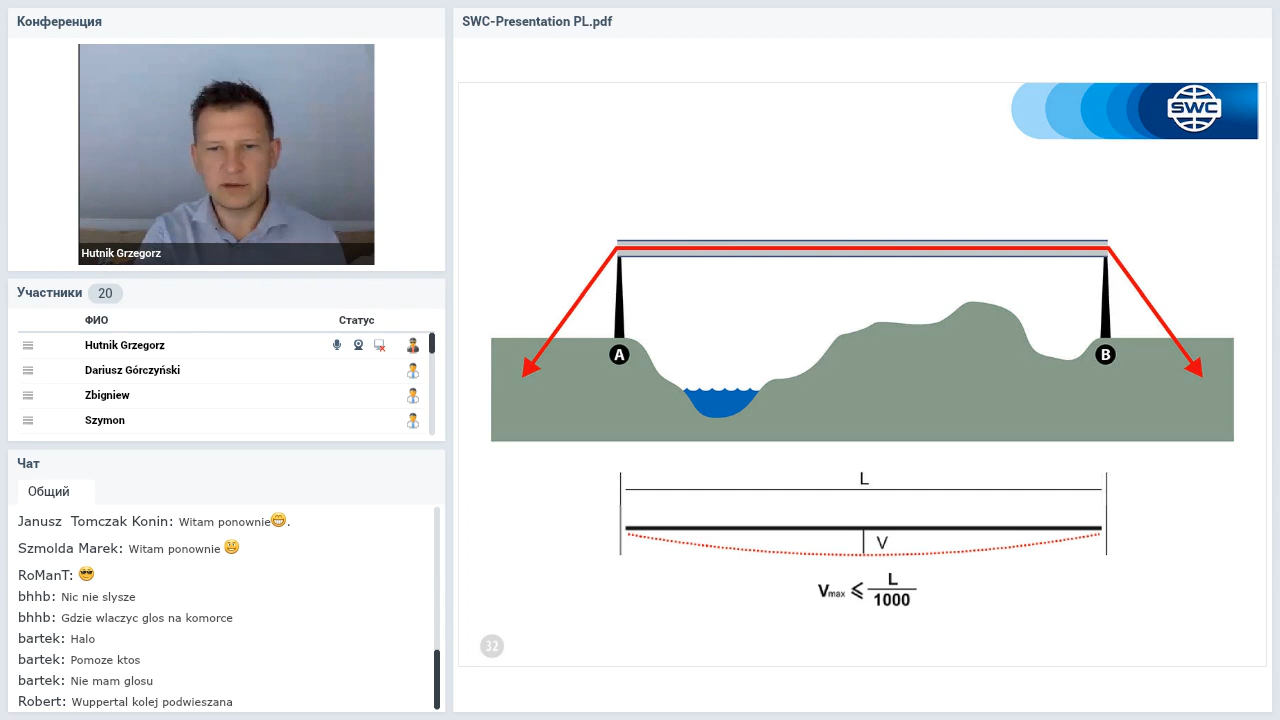 Конференция
Hutnik Grzegorz
Участники 20
ФИО Статус
Hutnik Grzegorz
Dariusz Górczyński
Zbigniew
Szymon
Чат
Общий
Janusz Tomczak Konin: Witam ponownie.
Szmolda Marek: Witam ponownie
RoManT:
bhhb: Nic nie slysze
bhhb: Gdzie wlaczyc glos na komorce
bartek: Halo
bartek: Pomoze ktos
bartek: Nie mam glosu
Robert: Wuppertal kolej podwieszana
SWC-Presentation PL.pdf
SWC
A B
L
V
Vmax ⩽ L
1000
32